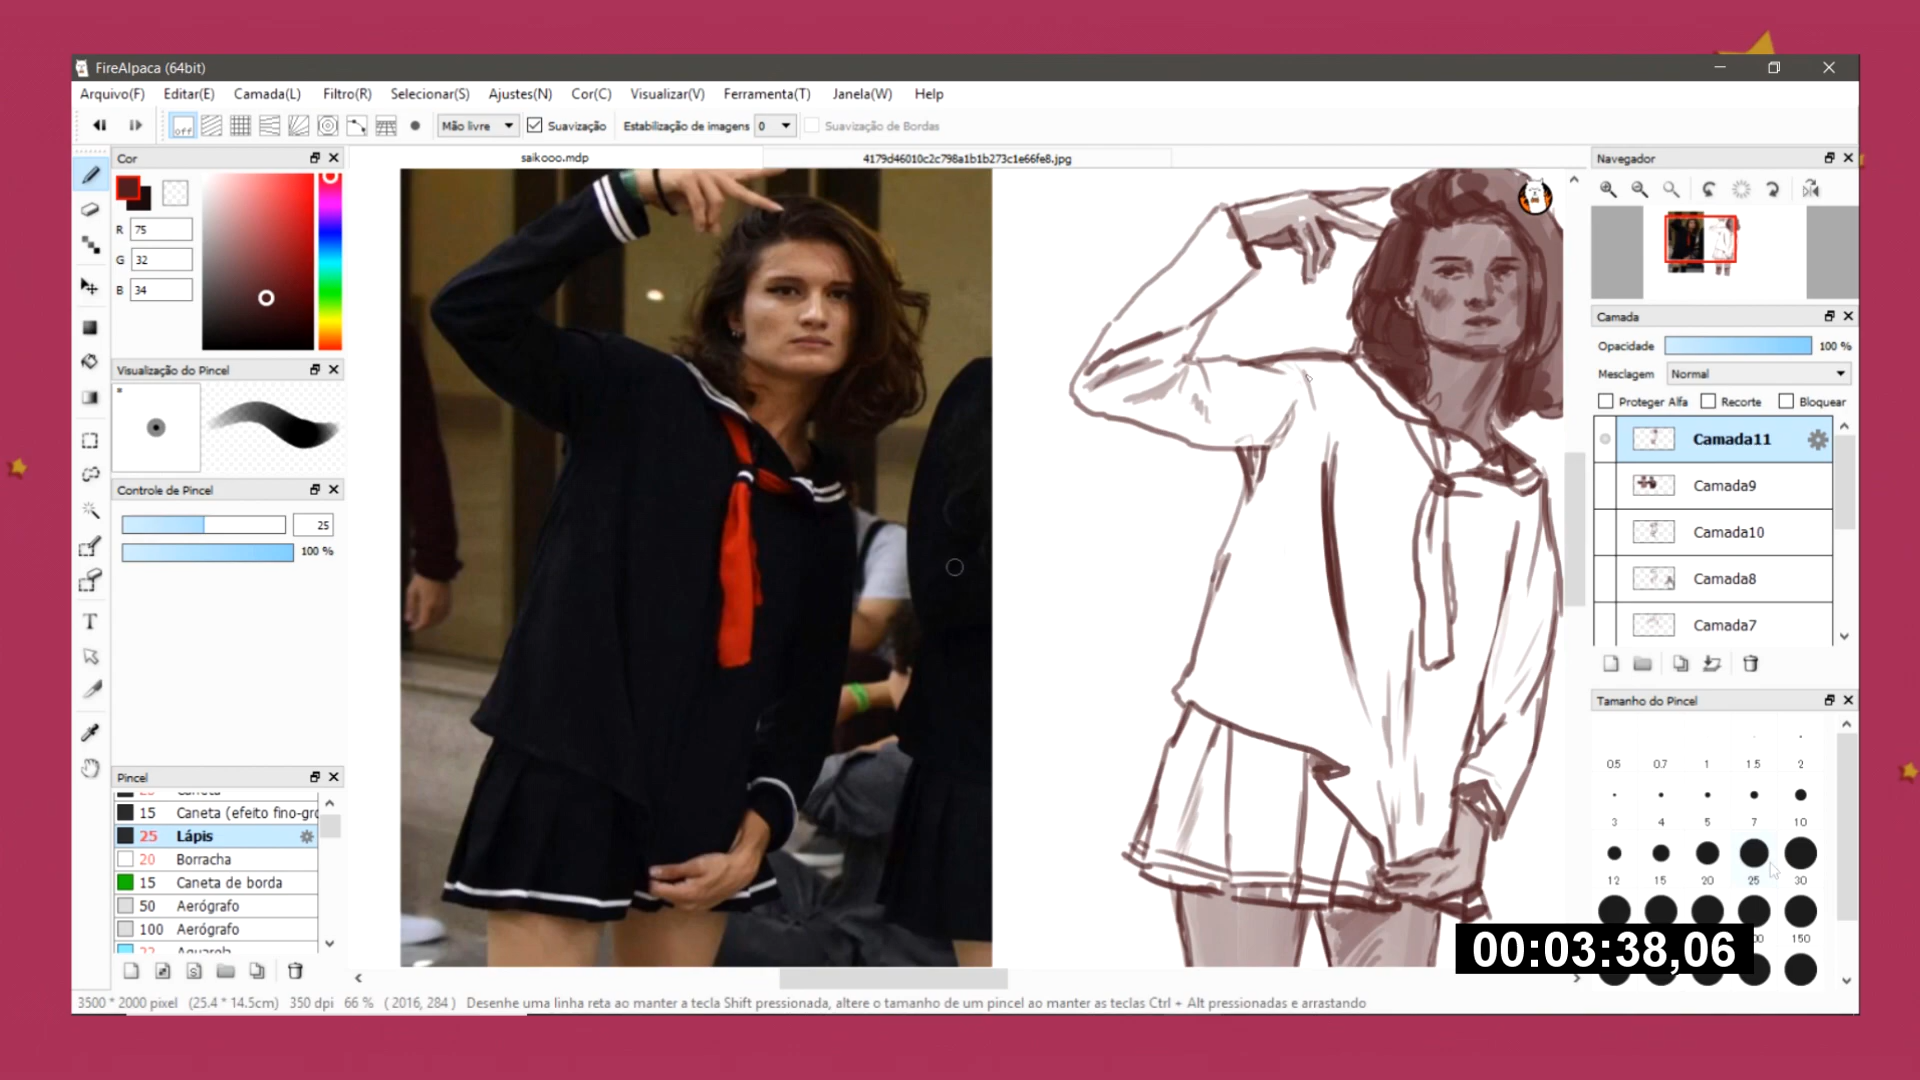 FireAlpaca (64bit)
Arquivo(F) Editar(E) Camada(L) Filtro(R) Selecionar(S) Ajustes(N) Cor(C) Visualizar(V) Ferramenta(T) Janela(W) Help
off Mão livre Suavização Estabilização de imagens 0 Suavização de Bordas
Cor
saikooo.mdp
4179d46010c2c798a1b1b273c1e66fe8.jpg
R 75
G 32
B 34
Visualização do Pincel
Controle de Pincel
25
100 %
Pincel
15 Caneta (efeito fino-gro
25 Lápis
20 Borracha
15 Caneta de borda
50 Aerógrafo
100 Aerógrafo
Navegador
Camada
Opacidade 100 %
Mesclagem Normal
Proteger Alfa Recorte Bloquear
Camada11
Camada9
Camada10
Camada8
Camada7
Tamanho do Pincel
0.5 0.7 1 1.5 2
3 4 5 7 10
12 15 20 25 30
150
00:03:38,06
3500 * 2000 pixel (25.4 * 14.5cm) 350 dpi 66 % ( 2016, 284 ) Desenhe uma linha reta ao manter a tecla Shift pressionada, altere o tamanho de um pincel ao manter as teclas Ctrl + Alt pressionadas e arrastando